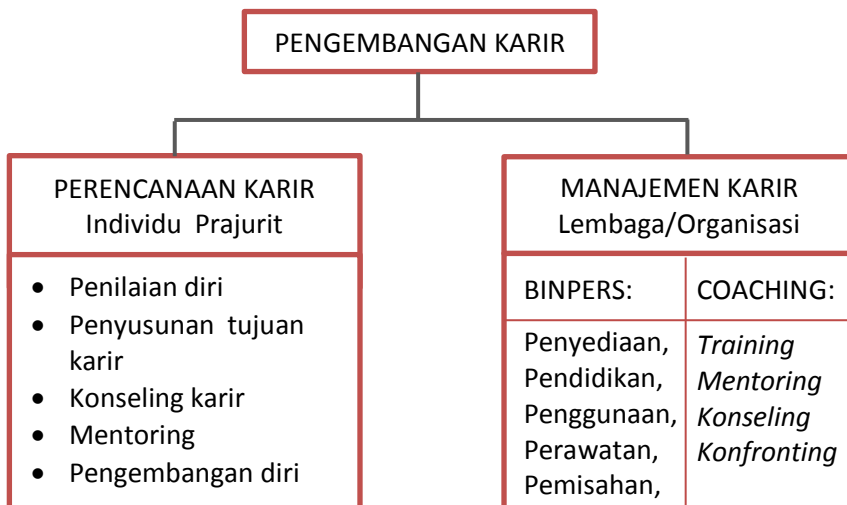 PENGEMBANGAN KARIR
PERENCANAAN KARIR
Individu Prajurit
• Penilaian diri
• Penyusunan tujuan
karir
• Konseling karir
• Mentoring
• Pengembangan diri
MANAJEMEN KARIR
Lembaga/Organisasi
BINPERS:
Penyediaan,
Pendidikan,
Penggunaan,
Perawatan,
Pemisahan,
COACHING:
Training
Mentoring
Konseling
Konfronting